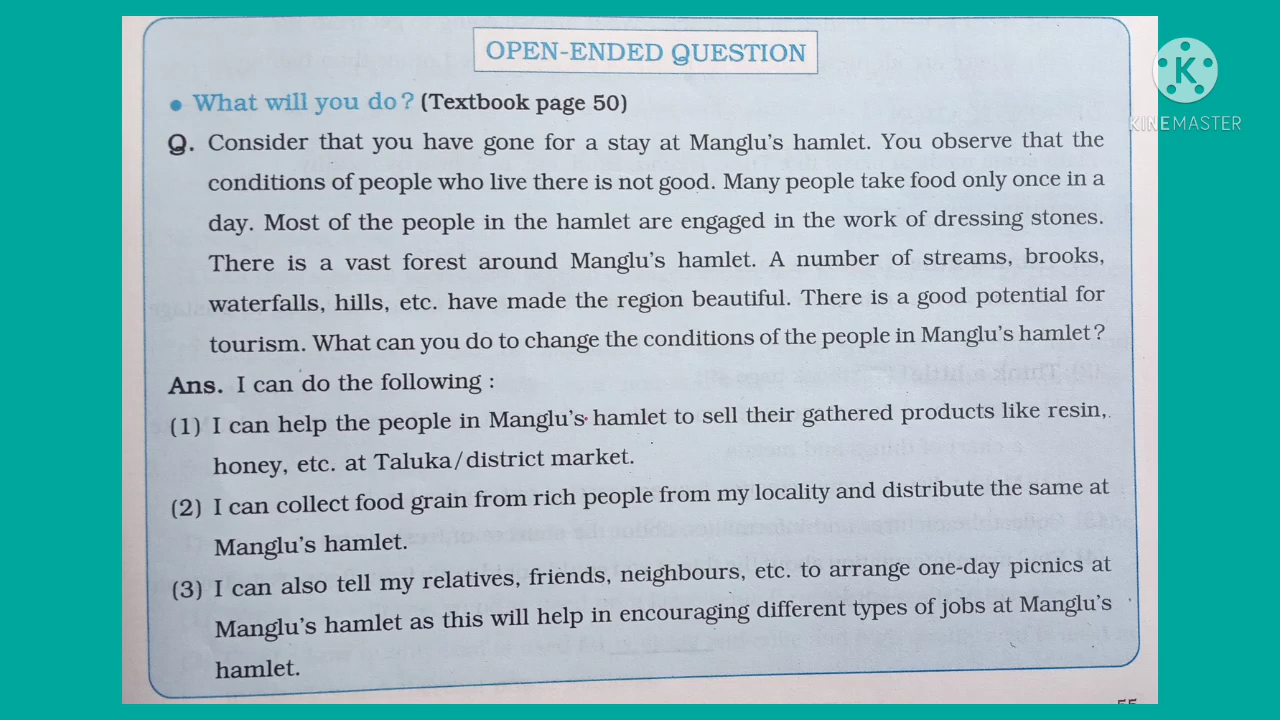 OPEN-ENDED QUESTION
• What will you do? (Textbook page 50)
Q. Consider that you have gone for a stay at Manglu's hamlet. You observe that the
conditions of people who live there is not good. Many people take food only once in a
day. Most of the people in the hamlet are engaged in the work of dressing stones.
There is a vast forest around Manglu's hamlet. A number of streams, brooks,
waterfalls, hills, etc. have made the region beautiful. There is a good potential for
tourism. What can you do to change the conditions of the people in Manglu's hamlet?
Ans. I can do the following :
(1) I can help the people in Manglu's hamlet to sell their gathered products like resin,
honey, etc. at Taluka/district market.
(2) I can collect food grain from rich people from my locality and distribute the same at
Manglu's hamlet.
(3) I can also tell my relatives, friends, neighbours, etc. to arrange one-day picnics at
Manglu's hamlet as this will help in encouraging different types of jobs at Manglu's
hamlet.
K
KINEMASTER